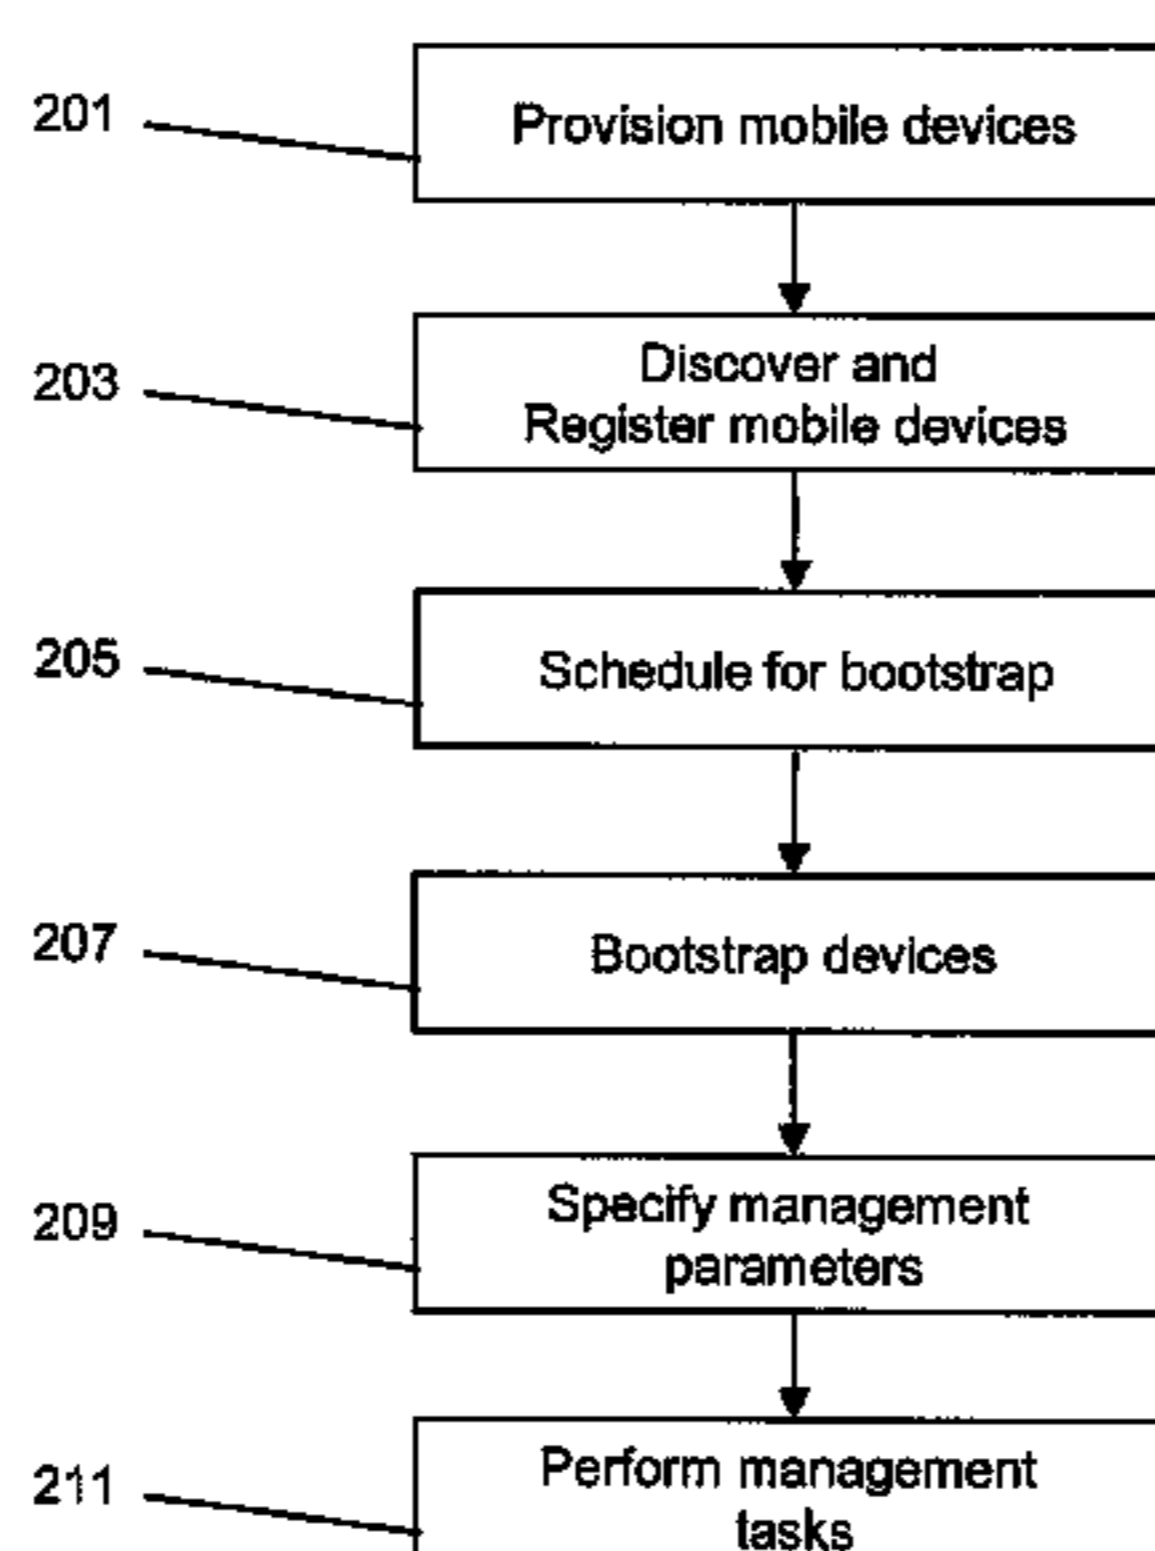 201
Provision mobile devices
203
Discover and
Register mobile devices
205
Schedule for bootstrap
207
Bootstrap devices
209
Specify management
parameters
211
Perform management
tasks